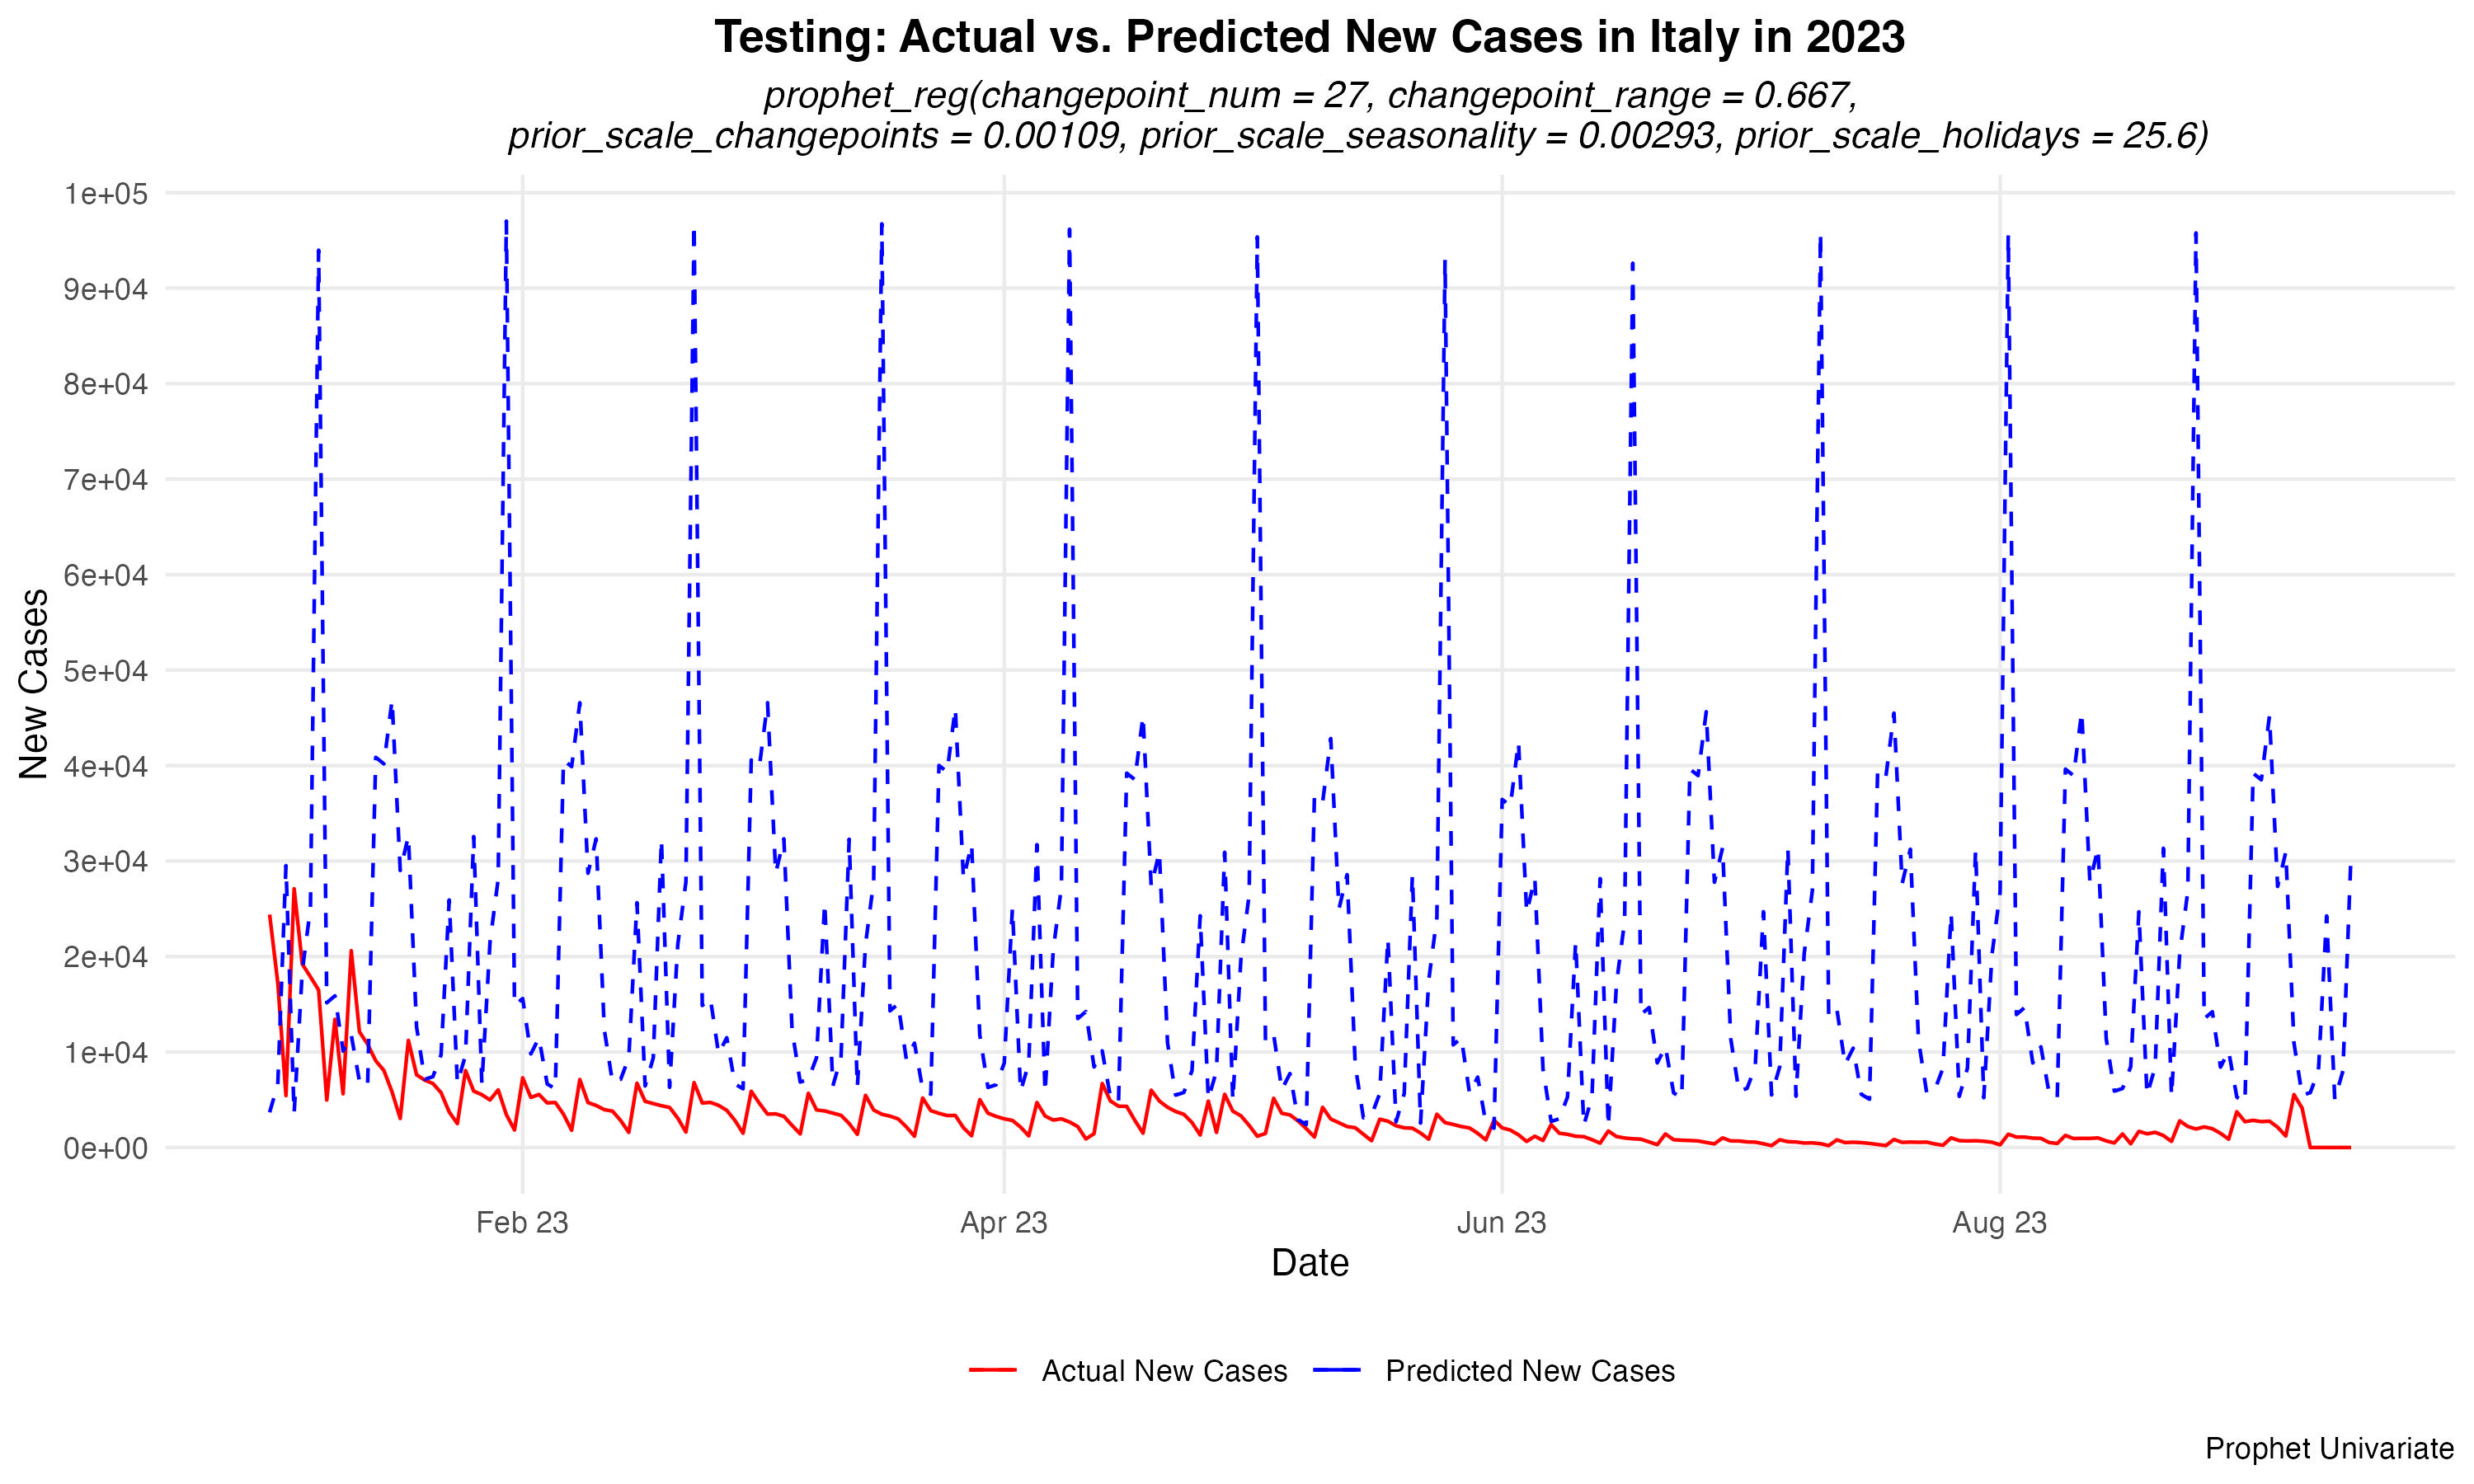 Testing: Actual vs. Predicted New Cases in Italy in 2023
prophet_reg(changepoint_num = 27, changepoint_range = 0.667,
prior_scale_changepoints = 0.00109, prior_scale_seasonality = 0.00293, prior_scale_holidays = 25.6)
New Cases
1e+05
9e+04
8e+04
7e+04
6e+04
5e+04
4e+04
3e+04
2e+04
1e+04
0e+00
Feb 23 Apr 23 Jun 23 Aug 23
Date
Actual New Cases Predicted New Cases
Prophet Univariate